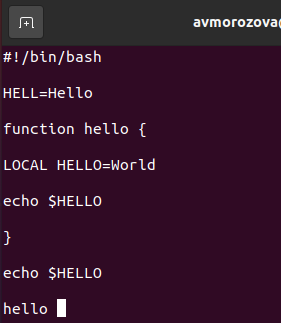 avmorozova@
#!/bin/bash
HELL=Hello
function hello {
LOCAL HELLO=World
echo $HELLO
}
echo $HELLO
hello